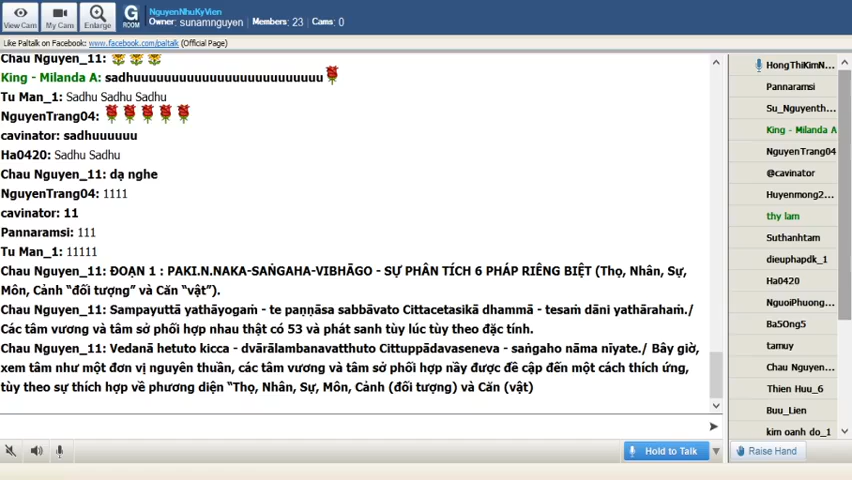 View Cam
My Cam
Enlarge
G
ROOM
NguyenNhuKyVien
Owner: sunamnguyen Members: 23 Cams: 0
Like Paltalk on Facebook: www.facebook.com/paltalk (Official Page)
Chau Nguyen_11:
King - Milanda A: sadhuuuuuuuuuuuuuuuuuuuuuuuuuu
Tu Man_1: Sadhu Sadhu Sadhu
NguyenTrang04:
cavinator: sadhuuuuuu
Ha0420: Sadhu Sadhu
Chau Nguyen_11: dạ nghe
NguyenTrang04: 1111
cavinator: 11
Pannaramsi: 111
Tu Man_1: 11111
Chau Nguyen_11: ĐOẠN 1 : PAKI.N.NAKA-SAṄGAHA-VIBHĀGO - SỰ PHÂN TÍCH 6 PHÁP RIÊNG BIỆT (Thọ, Nhân, Sự,
Môn, Cảnh “đối tượng” và Căn “vật”).
Chau Nguyen_11: Sampayuttā yathāyogaṁ - te paṇṇāsa sabbāvato Cittacetasikā dhammā - tesaṁ dāni yathārahaṁ./
Các tâm vương và tâm sở phối hợp nhau thật có 53 và phát sanh tùy lúc tùy theo đặc tính.
Chau Nguyen_11: Vedanā hetuto kicca - dvārālambanavatthuto Cittuppādavaseneva - saṅgaho nāma nīyate./ Bây giờ,
xem tâm như một đơn vị nguyên thuần, các tâm vương và tâm sở phối hợp nầy được đề cập đến một cách thích ứng,
tùy theo sự thích hợp về phương diện “Thọ, Nhân, Sự, Môn, Cảnh (đối tượng) và Căn (vật)
HongThiKimN...
Pannaramsi
Su_Nguyenth...
King - Milanda A
NguyenTrang04
@cavinator
Huyenmong2...
thy lam
Suthanhtam
dieuphapdk_1
Ha0420
NguoiPhuong...
Ba5Ong5
tamuy
Chau Nguyen...
Thien Huu_6
Buu_Lien
kim oanh do_1
Hold to Talk
Raise Hand